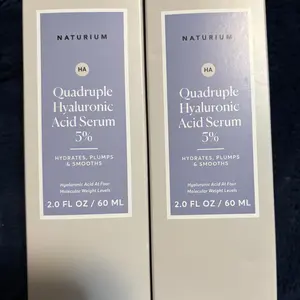 NATURIUM
HA
Quadruple
Hyaluronic
Acid Serum
5%
HYDRATES, PLUMPS
& SMOOTHS
Hyaluronic Acid At Four
Molecular Weight Levels
2.0 FL OZ / 60 ML
NATURIUM
HA
Quadruple
Hyaluronic
Acid Serum
5%
HYDRATES, PLUMPS
& SMOOTHS
Hyaluronic Acid At Four
Molecular Weight Levels
2.0 FL OZ / 60 ML